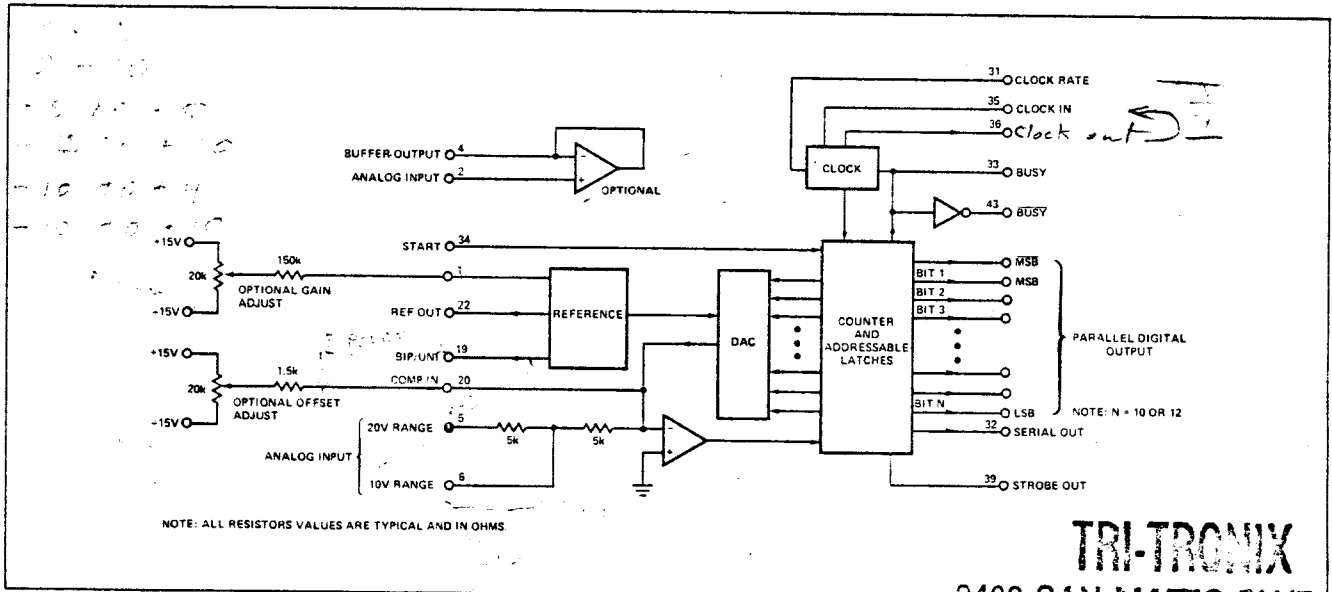 31
CLOCK RATE
35
CLOCK IN
36
Clock out
BUFFER OUTPUT 4
ANALOG INPUT 2
OPTIONAL
CLOCK
33
BUSY
43
BUSY
START 34
+15V
20k
150k
OPTIONAL GAIN
ADJUST
-15V
1
REF OUT 22
BIP/UNI 19
COMP IN 20
REFERENCE
DAC
COUNTER
AND
ADDRESSABLE
LATCHES
MSB
BIT 1
MSB
BIT 2
BIT 3
BIT N
LSB
PARALLEL DIGITAL
OUTPUT
NOTE: N = 10 OR 12
32
SERIAL OUT
39
STROBE OUT
+15V
20k
1.5k
OPTIONAL OFFSET
ADJUST
-15V
ANALOG INPUT
20V RANGE 5
5k
5k
10V RANGE 6
NOTE: ALL RESISTORS VALUES ARE TYPICAL AND IN OHMS.
TRI-TRONIX